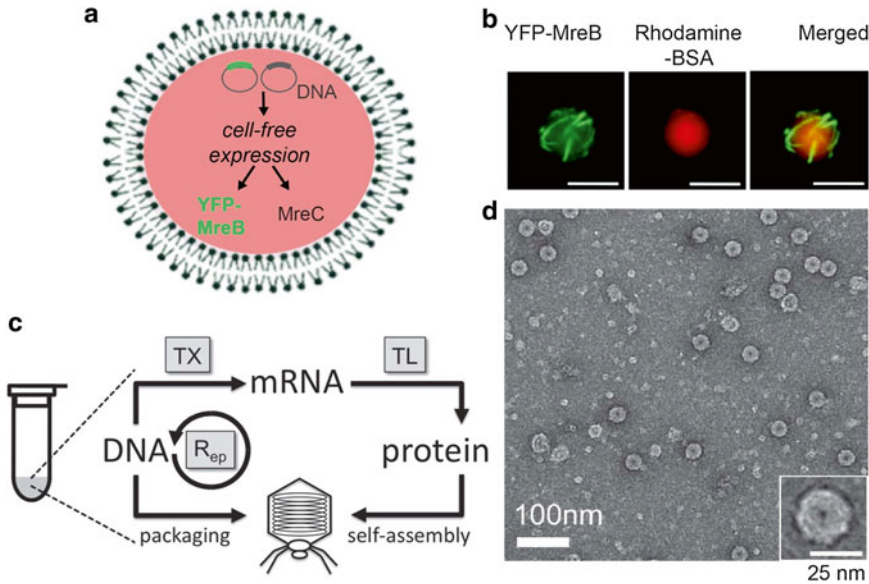 a
DNA
cell-free
expression
YFP-
MreB
MreC
b
YFP-MreB
Rhodamine
-BSA
Merged
c
TX
mRNA
TL
DNA
Rep
protein
packaging
self-assembly
d
100nm
25 nm